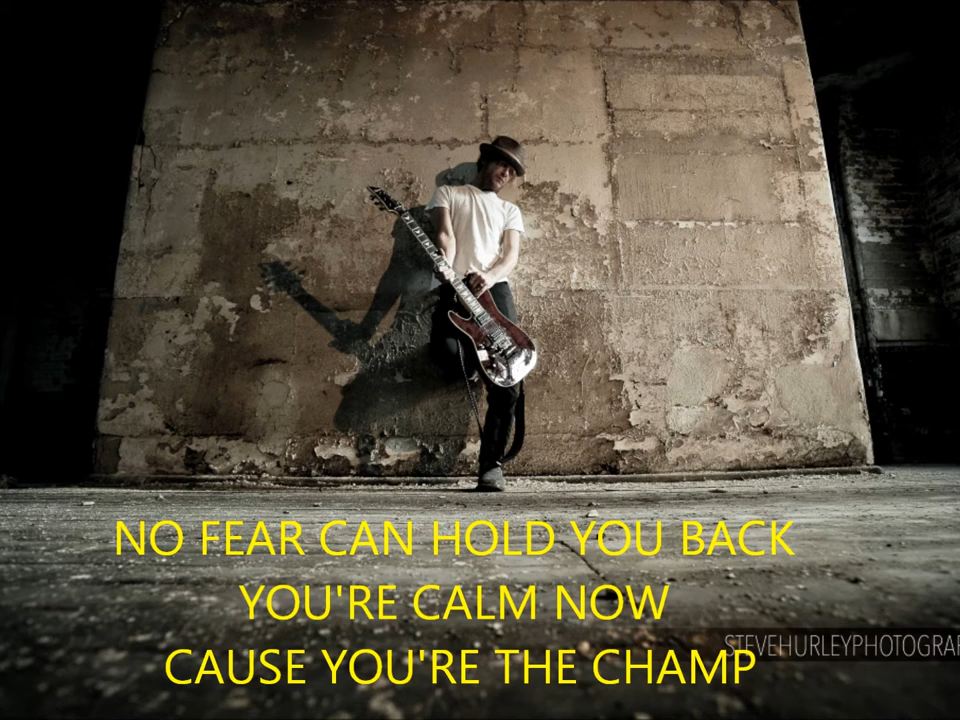 NO FEAR CAN HOLD YOU BACK
YOU'RE CALM NOW
STEVEHURLEYPHOTOGRA
CAUSE YOU'RE THE CHAMP